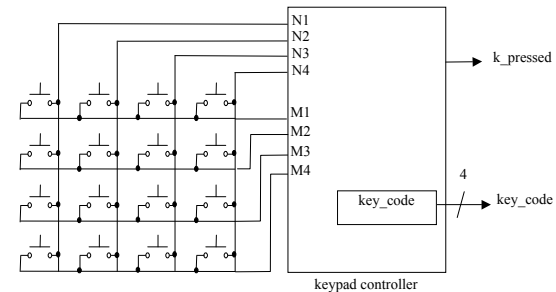 N1
N2
N3
N4
k_pressed
M1
M2
M3
M4
4
key_code
key_code
keypad controller